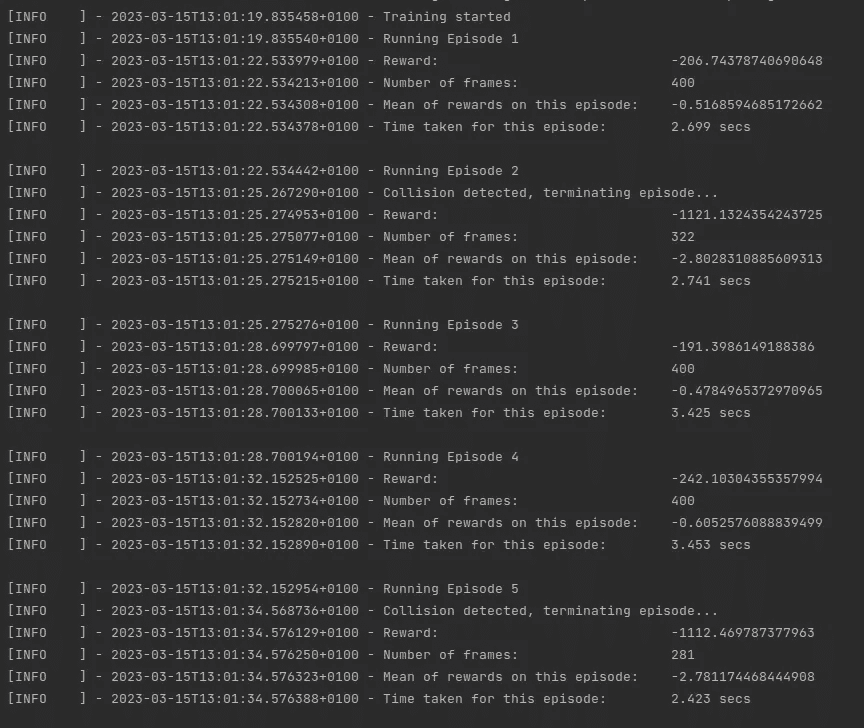 [INFO    ] - 2023-03-15T13:01:19.835458+0100 - Training started
[INFO    ] - 2023-03-15T13:01:19.835540+0100 - Running Episode 1
[INFO    ] - 2023-03-15T13:01:22.533979+0100 - Reward: -206.74378740690648
[INFO    ] - 2023-03-15T13:01:22.534213+0100 - Number of frames: 400
[INFO    ] - 2023-03-15T13:01:22.534308+0100 - Mean of rewards on this episode: -0.5168594685172662
[INFO    ] - 2023-03-15T13:01:22.534378+0100 - Time taken for this episode: 2.699 secs
[INFO    ] - 2023-03-15T13:01:22.534442+0100 - Running Episode 2
[INFO    ] - 2023-03-15T13:01:25.267290+0100 - Collision detected, terminating episode...
[INFO    ] - 2023-03-15T13:01:25.274953+0100 - Reward: -1121.1324354243725
[INFO    ] - 2023-03-15T13:01:25.275077+0100 - Number of frames: 322
[INFO    ] - 2023-03-15T13:01:25.275149+0100 - Mean of rewards on this episode: -2.8028310885609313
[INFO    ] - 2023-03-15T13:01:25.275215+0100 - Time taken for this episode: 2.741 secs
[INFO    ] - 2023-03-15T13:01:25.275276+0100 - Running Episode 3
[INFO    ] - 2023-03-15T13:01:28.699797+0100 - Reward: -191.3986149188386
[INFO    ] - 2023-03-15T13:01:28.699985+0100 - Number of frames: 400
[INFO    ] - 2023-03-15T13:01:28.700065+0100 - Mean of rewards on this episode: -0.4784965372970965
[INFO    ] - 2023-03-15T13:01:28.700133+0100 - Time taken for this episode: 3.425 secs
[INFO    ] - 2023-03-15T13:01:28.700194+0100 - Running Episode 4
[INFO    ] - 2023-03-15T13:01:32.152525+0100 - Reward: -242.10304355357994
[INFO    ] - 2023-03-15T13:01:32.152734+0100 - Number of frames: 400
[INFO    ] - 2023-03-15T13:01:32.152820+0100 - Mean of rewards on this episode: -0.6052576088839499
[INFO    ] - 2023-03-15T13:01:32.152890+0100 - Time taken for this episode: 3.453 secs
[INFO    ] - 2023-03-15T13:01:32.152954+0100 - Running Episode 5
[INFO    ] - 2023-03-15T13:01:34.568736+0100 - Collision detected, terminating episode...
[INFO    ] - 2023-03-15T13:01:34.576129+0100 - Reward: -1112.469787377963
[INFO    ] - 2023-03-15T13:01:34.576250+0100 - Number of frames: 281
[INFO    ] - 2023-03-15T13:01:34.576323+0100 - Mean of rewards on this episode: -2.781174468444908
[INFO    ] - 2023-03-15T13:01:34.576388+0100 - Time taken for this episode: 2.423 secs